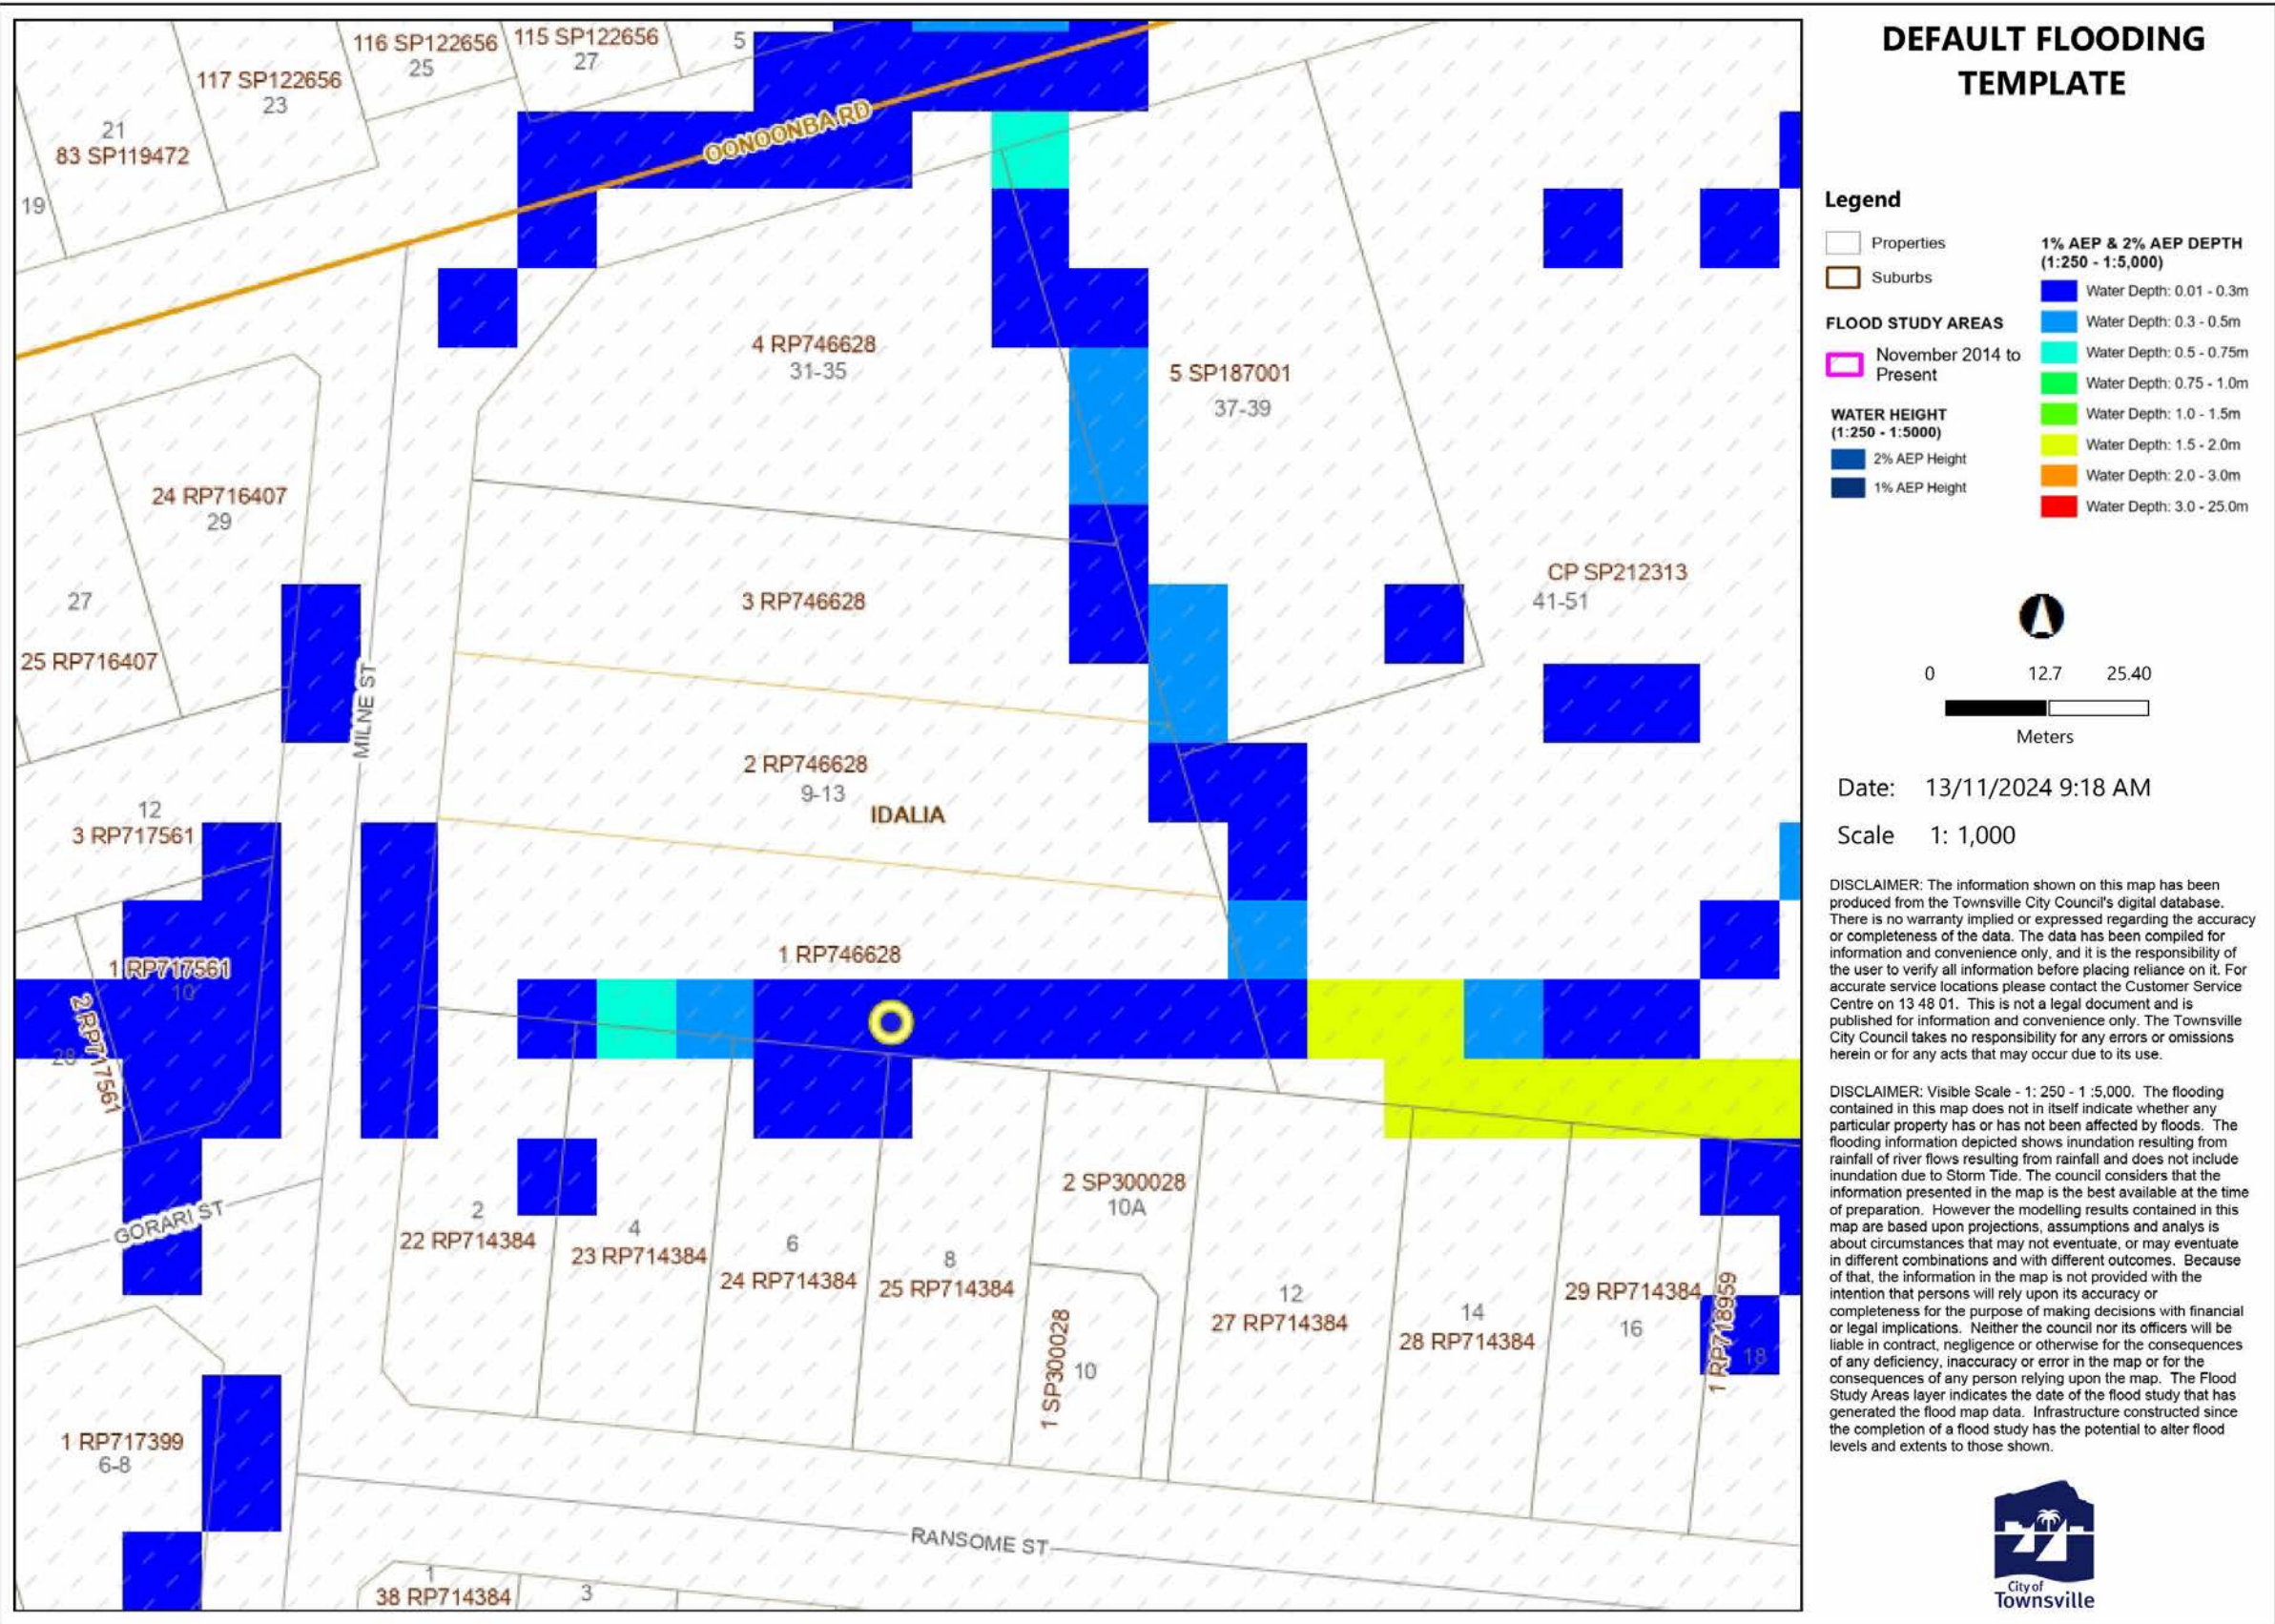 116 SP122656
25
115 SP122656
27
5
117 SP122656
23
21
83 SP119472
19
OONOONBA RD
4 RP746628
31-35
5 SP187001
37-39
24 RP716407
29
27
25 RP716407
3 RP746628
CP SP212313
41-51
MILNE ST
2 RP746628
9-13
IDALIA
12
3 RP717561
1 RP746628
1 RP717561
10
2 RP717561
28
GORARI ST
2
22 RP714384
4
23 RP714384
6
24 RP714384
8
25 RP714384
2 SP300028
10A
1 SP300028
10
12
27 RP714384
14
28 RP714384
29 RP714384
16
1 RP718959
18
1 RP717399
6-8
RANSOME ST
1
38 RP714384
3
DEFAULT FLOODING
TEMPLATE
Legend
Properties
Suburbs
FLOOD STUDY AREAS
November 2014 to
Present
WATER HEIGHT
(1:250 - 1:5000)
2% AEP Height
1% AEP Height
1% AEP & 2% AEP DEPTH
(1:250 - 1:5,000)
Water Depth: 0.01 - 0.3m
Water Depth: 0.3 - 0.5m
Water Depth: 0.5 - 0.75m
Water Depth: 0.75 - 1.0m
Water Depth: 1.0 - 1.5m
Water Depth: 1.5 - 2.0m
Water Depth: 2.0 - 3.0m
Water Depth: 3.0 - 25.0m
0 12.7 25.40
Meters
Date: 13/11/2024 9:18 AM
Scale 1: 1,000
DISCLAIMER: The information shown on this map has been
produced from the Townsville City Council's digital database.
There is no warranty implied or expressed regarding the accuracy
or completeness of the data. The data has been compiled for
information and convenience only, and it is the responsibility of
the user to verify all information before placing reliance on it. For
accurate service locations please contact the Customer Service
Centre on 13 48 01. This is not a legal document and is
published for information and convenience only. The Townsville
City Council takes no responsibility for any errors or omissions
herein or for any acts that may occur due to its use.
DISCLAIMER: Visible Scale - 1: 250 - 1 :5,000. The flooding
contained in this map does not in itself indicate whether any
particular property has or has not been affected by floods. The
flooding information depicted shows inundation resulting from
rainfall of river flows resulting from rainfall and does not include
inundation due to Storm Tide. The council considers that the
information presented in the map is the best available at the time
of preparation. However the modelling results contained in this
map are based upon projections, assumptions and analys is
about circumstances that may not eventuate, or may eventuate
in different combinations and with different outcomes. Because
of that, the information in the map is not provided with the
intention that persons will rely upon its accuracy or
completeness for the purpose of making decisions with financial
or legal implications. Neither the council nor its officers will be
liable in contract, negligence or otherwise for the consequences
of any deficiency, inaccuracy or error in the map or for the
consequences of any person relying upon the map. The Flood
Study Areas layer indicates the date of the flood study that has
generated the flood map data. Infrastructure constructed since
the completion of a flood study has the potential to alter flood
levels and extents to those shown.
City of
Townsville